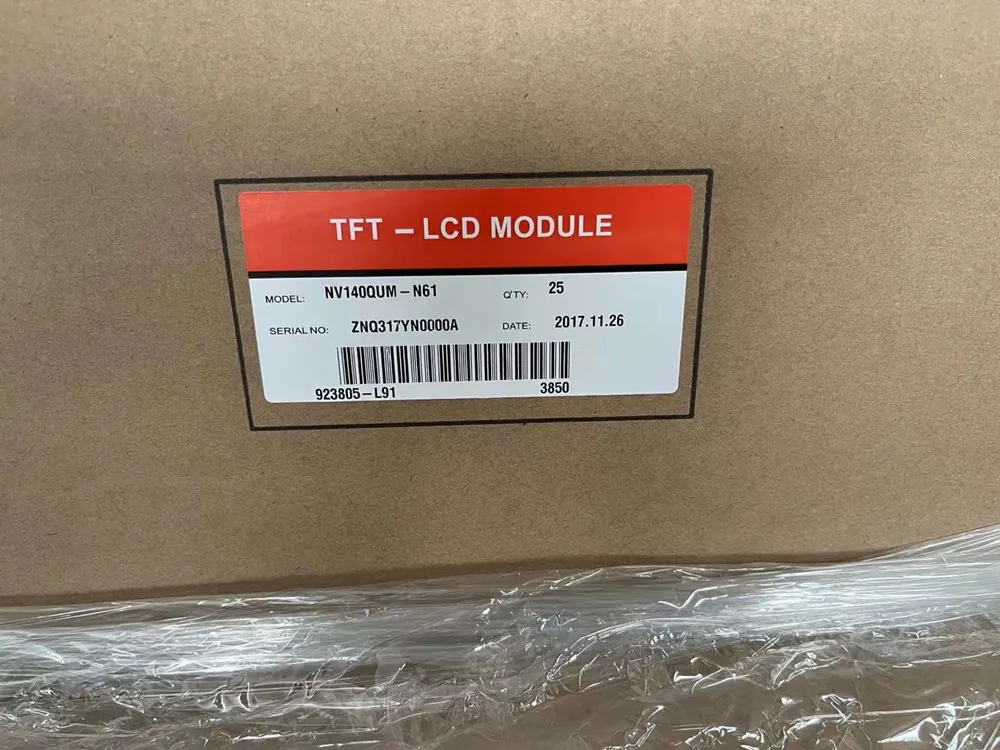 TFT – LCD MODULE
MODEL: NV140QUM – N61 Q'TY: 25
SERIAL NO: ZNQ317YN0000A DATE: 2017.11.26
923805 – L91 3850